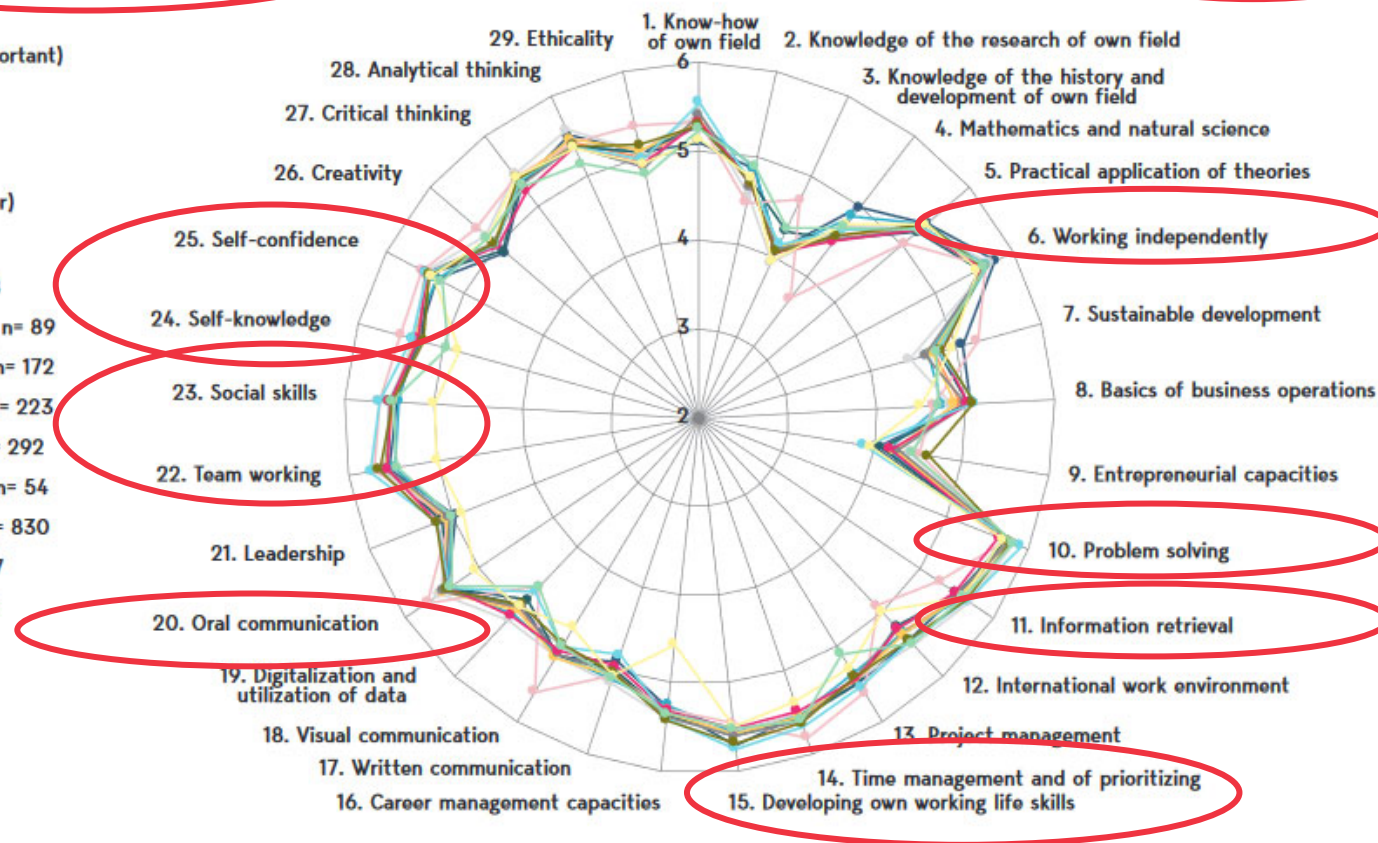 ortant)
r)
n= 89
n= 172
= 223
292
n= 54
= 830
1. Know-how
of own field
2. Knowledge of the research of own field
3. Knowledge of the history and
development of own field
4. Mathematics and natural science
5. Practical application of theories
6. Working independently
7. Sustainable development
8. Basics of business operations
9. Entrepreneurial capacities
10. Problem solving
11. Information retrieval
12. International work environment
13. Project management
14. Time management and of prioritizing
15. Developing own working life skills
16. Career management capacities
17. Written communication
18. Visual communication
19. Digitalization and
utilization of data
20. Oral communication
21. Leadership
22. Team working
23. Social skills
24. Self-knowledge
25. Self-confidence
26. Creativity
27. Critical thinking
28. Analytical thinking
29. Ethicality
6
5
4
3
2